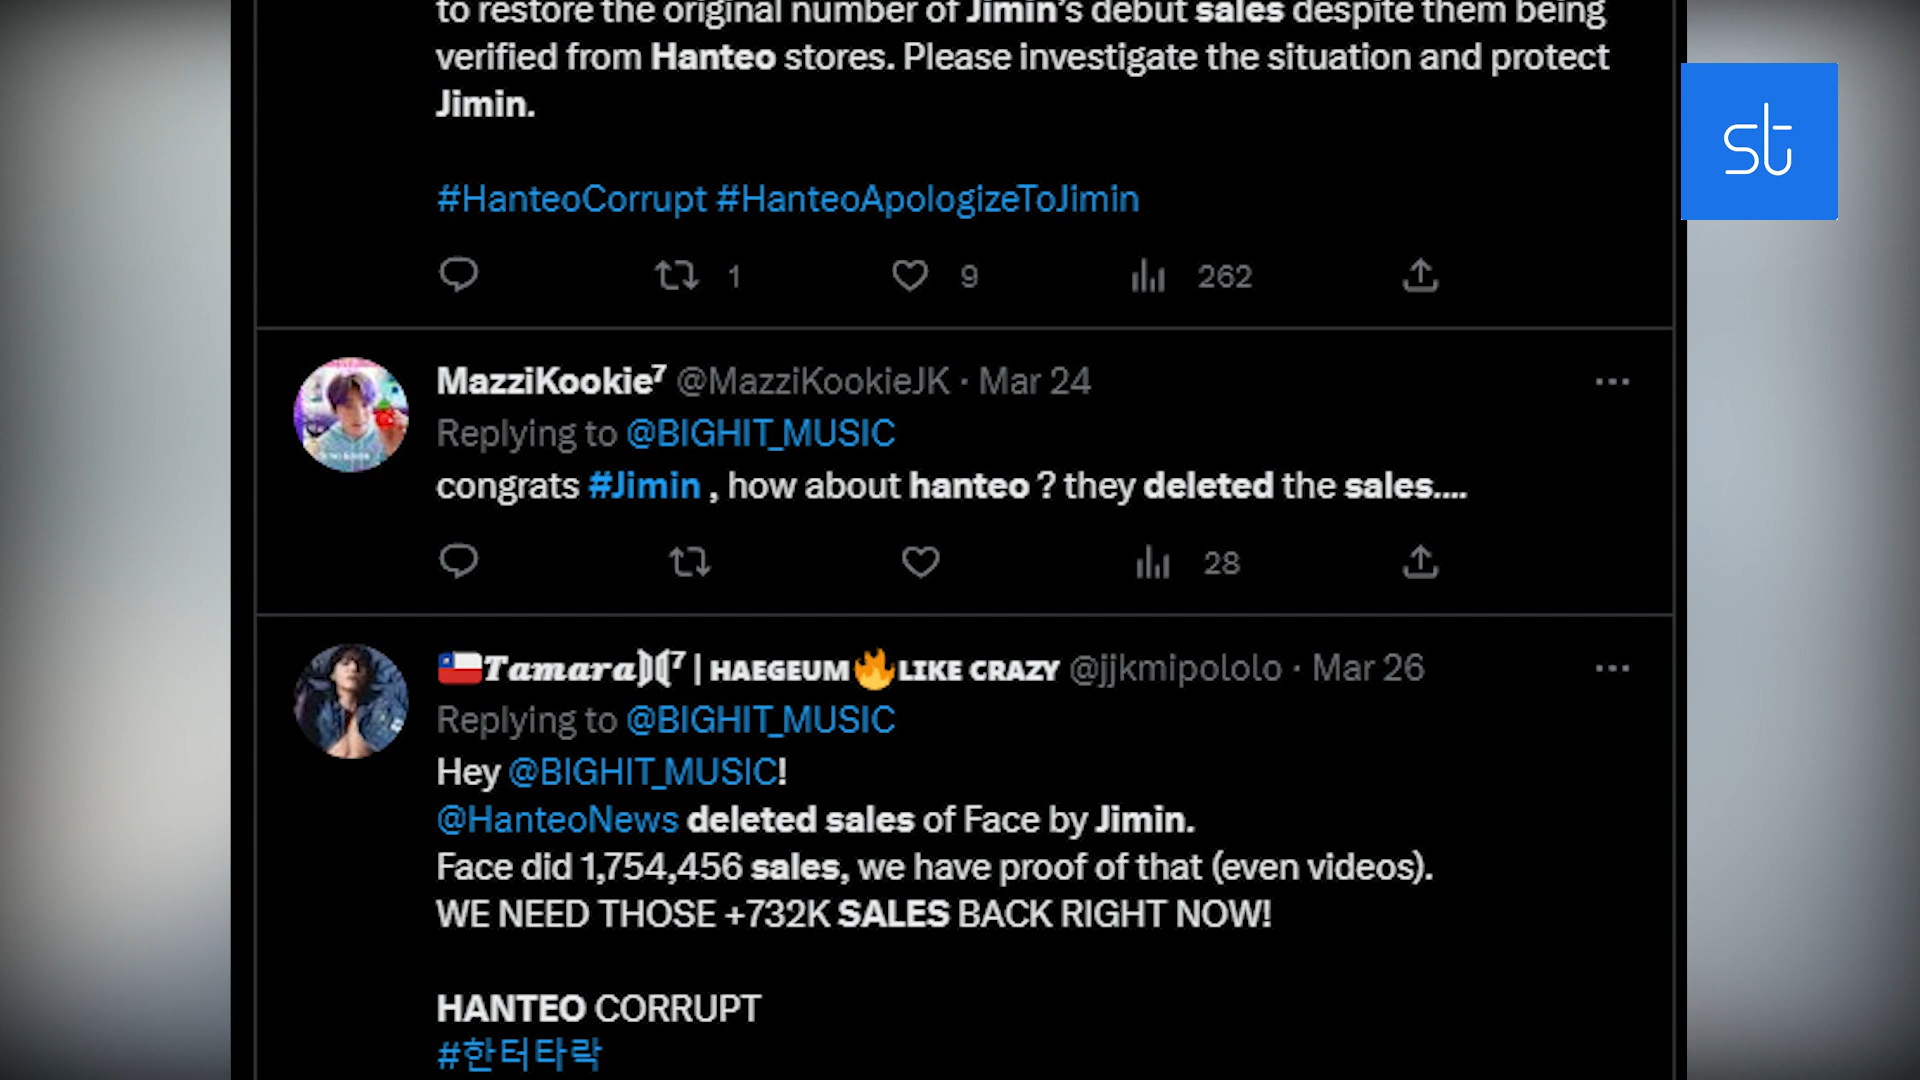 to restore the original number of Jimin's debut sales despite them being
verified from Hanteo stores. Please investigate the situation and protect
Jimin.
#HanteoCorrupt #HanteoApologizeToJimin
1 9 262
st
MazziKookie⁷ @MazziKookieJK · Mar 24
Replying to @BIGHIT_MUSIC
congrats #Jimin , how about hanteo ? they deleted the sales....
28
🇨🇱Tamara⁷ | HAEGEUM🔥LIKE CRAZY @jjkmipololo · Mar 26
Replying to @BIGHIT_MUSIC
Hey @BIGHIT_MUSIC!
@HanteoNews deleted sales of Face by Jimin.
Face did 1,754,456 sales, we have proof of that (even videos).
WE NEED THOSE +732K SALES BACK RIGHT NOW!
HANTEO CORRUPT
#한터타락